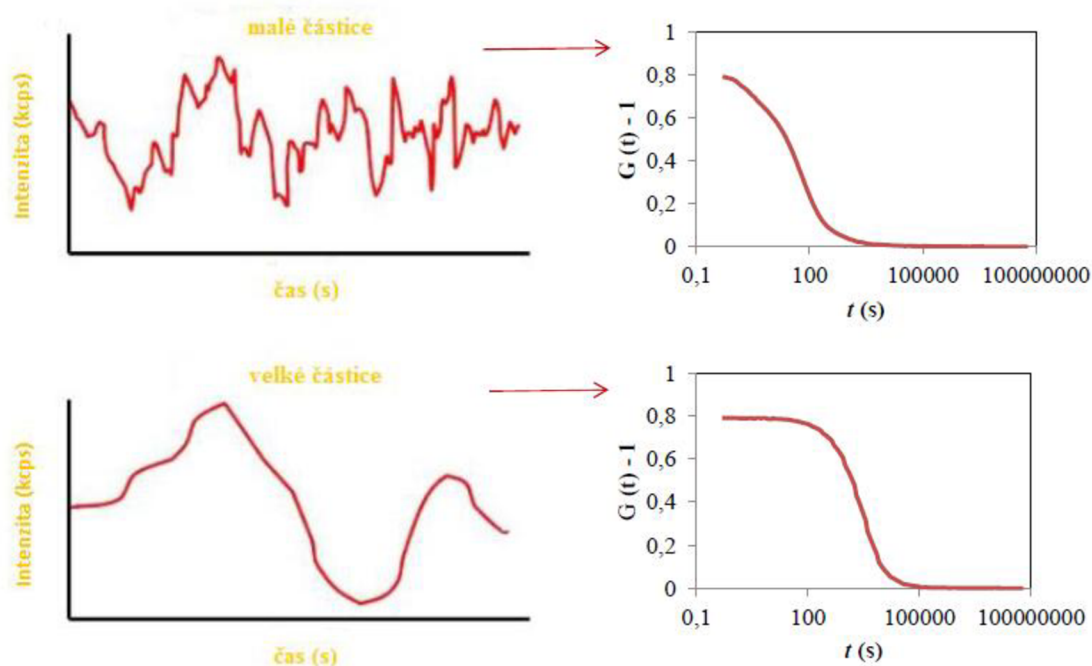 malé částice
Intenzita (kcps)
čas (s)
1
0,8
0,6
0,4
0,2
0
G (t) - 1
0,1 100 100000 100000000
t (s)
velké částice
Intenzita (kcps)
čas (s)
1
0,8
0,6
0,4
0,2
0
G (t) - 1
0,1 100 100000 100000000
t (s)